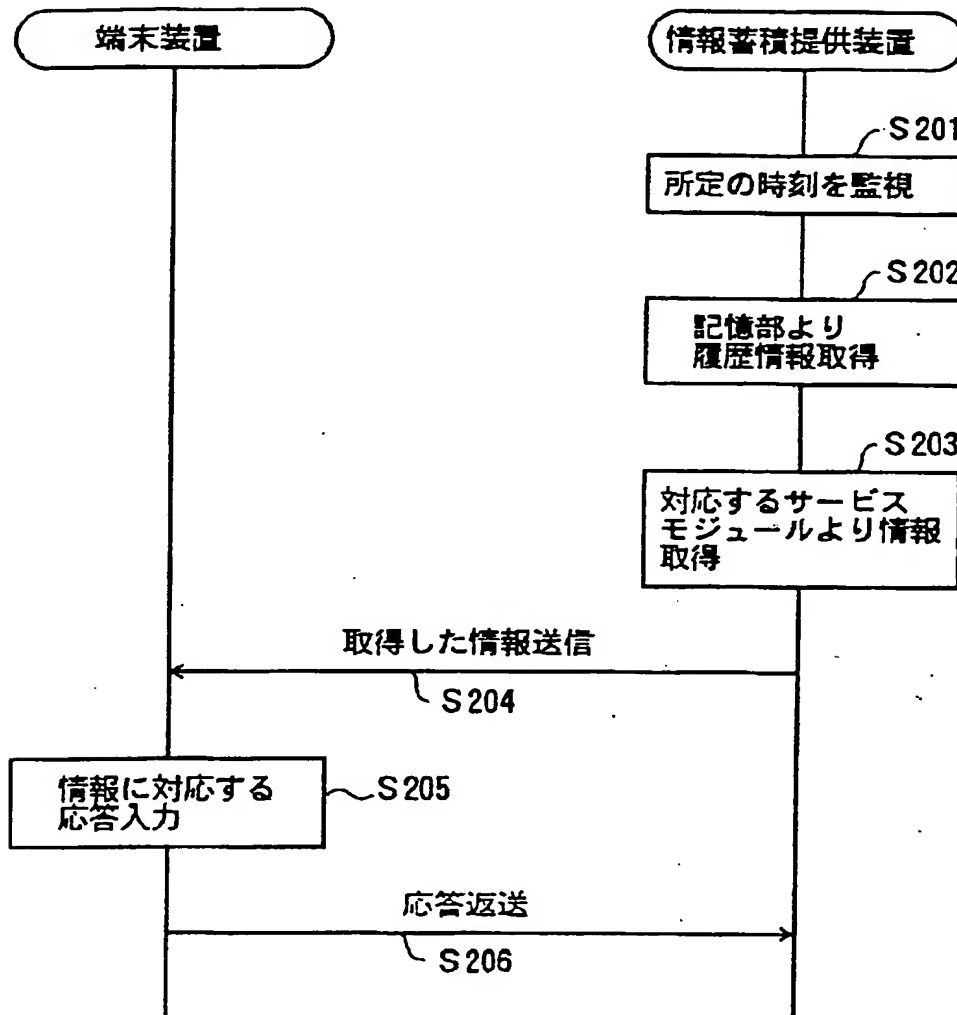 端末装置
情報蓄積提供装置
S201
所定の時刻を監視
S202
記憶部より
履歴情報取得
S203
対応するサービス
モジュールより情報
取得
取得した情報送信
S204
情報に対応する
応答入力
S205
応答返送
S206